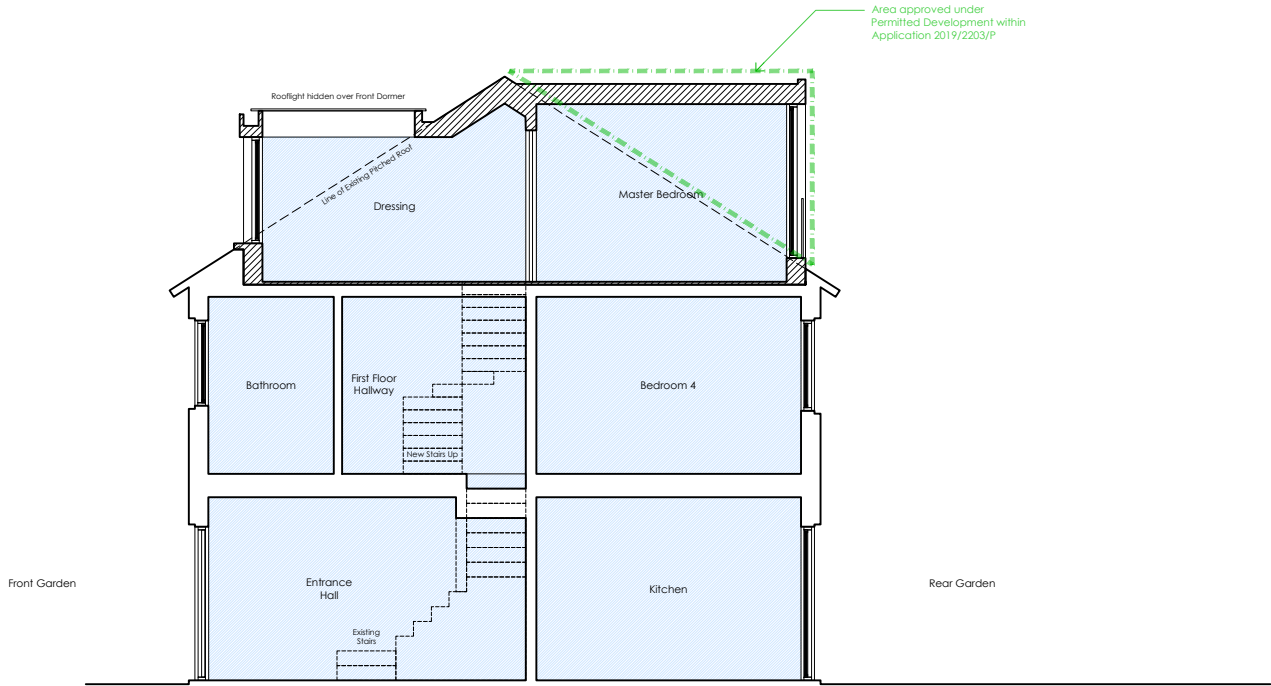 Area approved under
Permitted Development within
Application 2019/2203/P
Rooflight hidden over Front Dormer
Line of Existing Pitched Roof
Dressing
Master Bedroom
Bathroom
First Floor
Hallway
Bedroom 4
New Stairs Up
Front Garden
Entrance
Hall
Kitchen
Rear Garden
Existing
Stairs